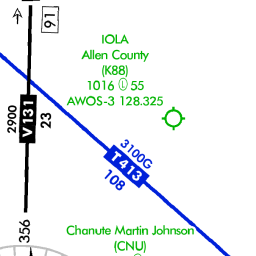 91
IOLA
Allen County
(K88)
1016 Ⓛ 55
AWOS-3 128.325
2900
V131
23
3100G
T413
108
356
Chanute Martin Johnson
(CNU)